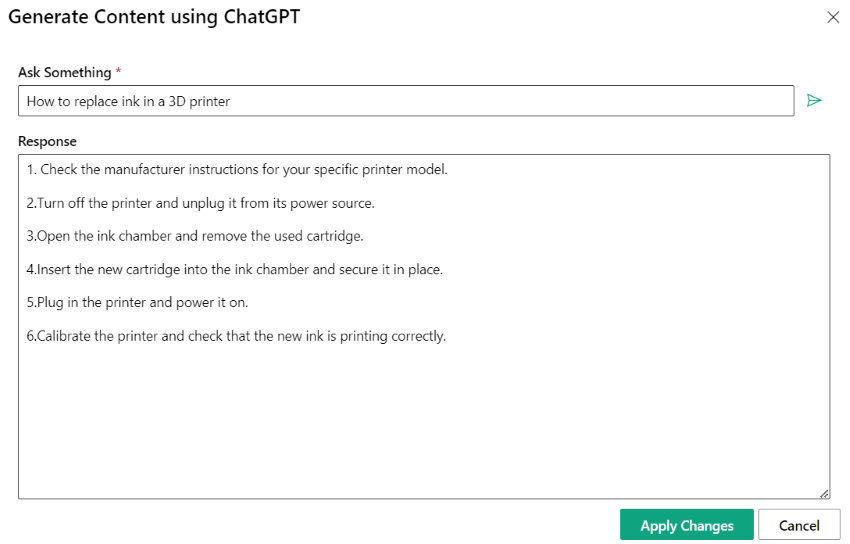 Generate Content using ChatGPT
Ask Something *
How to replace ink in a 3D printer
Response
1. Check the manufacturer instructions for your specific printer model.
2.Turn off the printer and unplug it from its power source.
3.Open the ink chamber and remove the used cartridge.
4.Insert the new cartridge into the ink chamber and secure it in place.
5.Plug in the printer and power it on.
6.Calibrate the printer and check that the new ink is printing correctly.
Apply Changes
Cancel